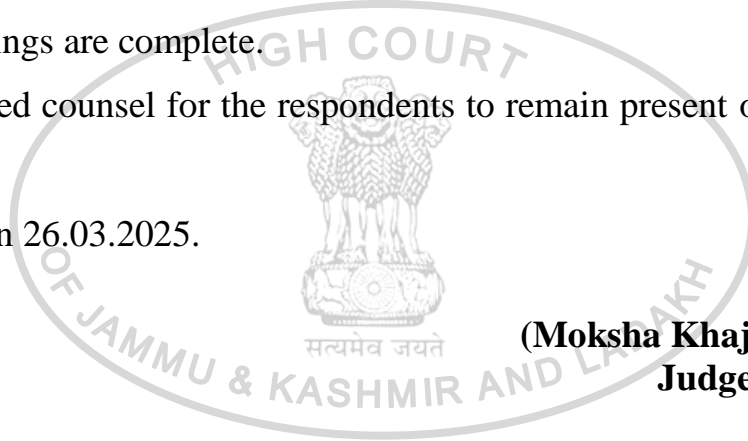 ings are complete.
HIGH COURT
ed counsel for the respondents to remain present o
n 26.03.2025.
सत्यमेव जयते
(Moksha Khaj
Judge
OF JAMMU & KASHMIR AND LADAKH